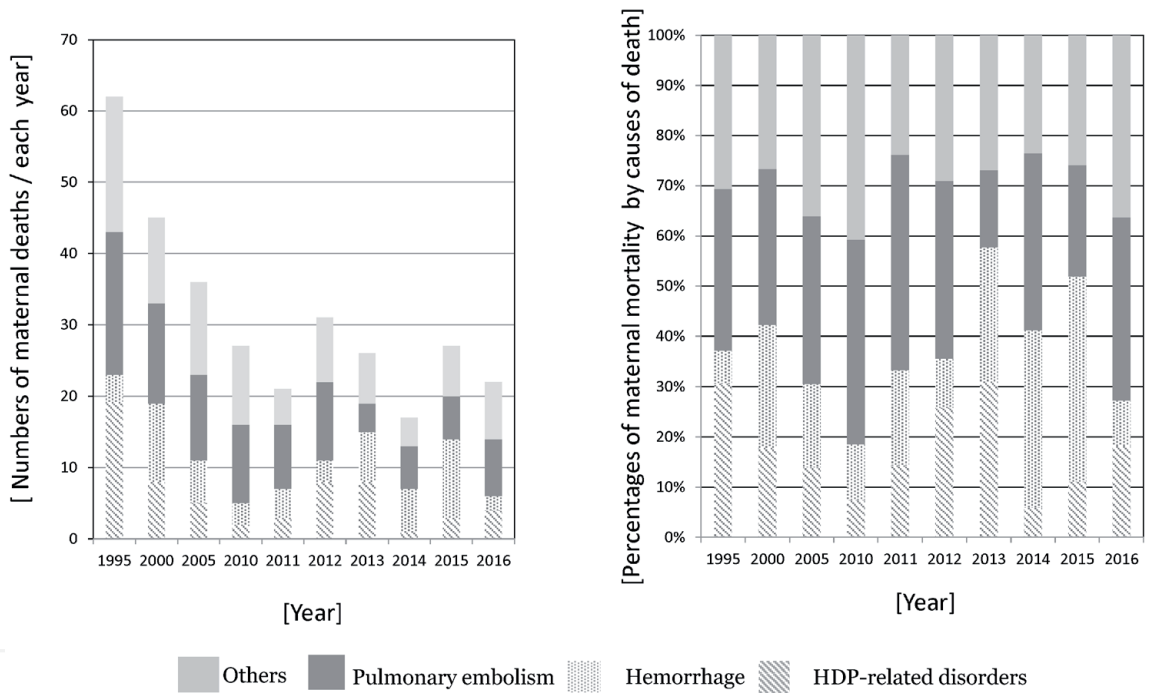 [ Numbers of maternal deaths / each year]
70
60
50
40
30
20
10
0
1995 2000 2005 2010 2011 2012 2013 2014 2015 2016
[Year]
[Percentages of maternal mortality by causes of death]
100%
90%
80%
70%
60%
50%
40%
30%
20%
10%
0%
1995 2000 2005 2010 2011 2012 2013 2014 2015 2016
[Year]
Others Pulmonary embolism Hemorrhage HDP-related disorders